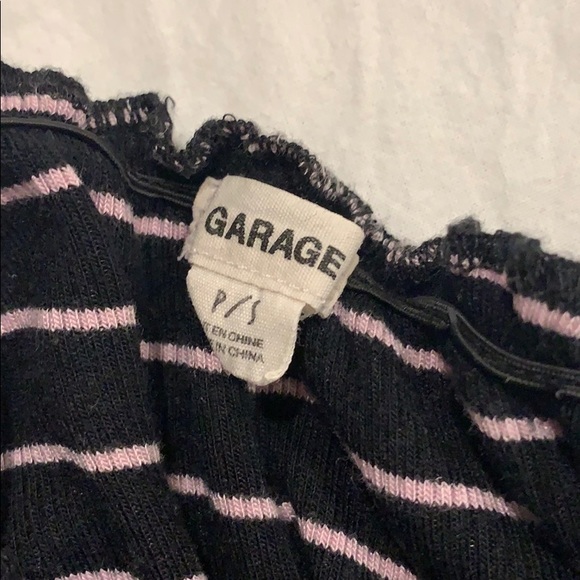 GARAGE
P/S
EN CHINE
IN CHINA